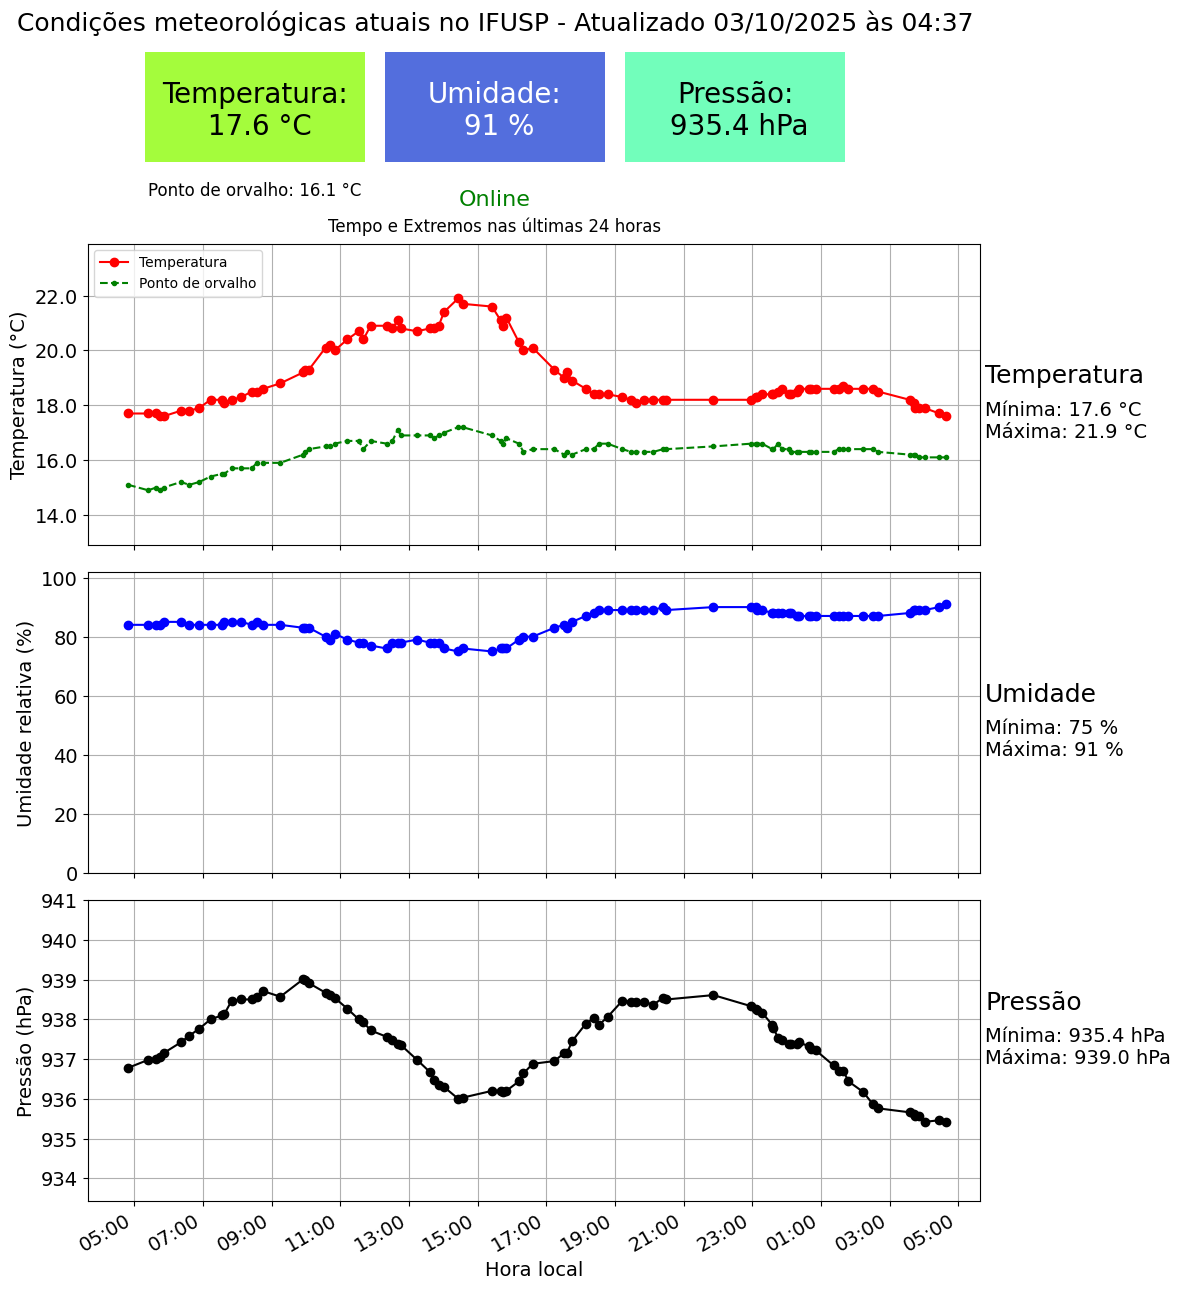 Condições meteorológicas atuais no IFUSP - Atualizado 03/10/2025 às 04:37
Temperatura:
17.6 °C
Umidade:
91 %
Pressão:
935.4 hPa
Ponto de orvalho: 16.1 °C
Online
Tempo e Extremos nas últimas 24 horas
Temperatura
Ponto de orvalho
Temperatura (°C)
22.0
20.0
18.0
16.0
14.0
Temperatura
Mínima: 17.6 °C
Máxima: 21.9 °C
Umidade relativa (%)
100
80
60
40
20
0
Umidade
Mínima: 75 %
Máxima: 91 %
Pressão (hPa)
941
940
939
938
937
936
935
934
Pressão
Mínima: 935.4 hPa
Máxima: 939.0 hPa
05:00 07:00 09:00 11:00 13:00 15:00 17:00 19:00 21:00 23:00 01:00 03:00 05:00
Hora local